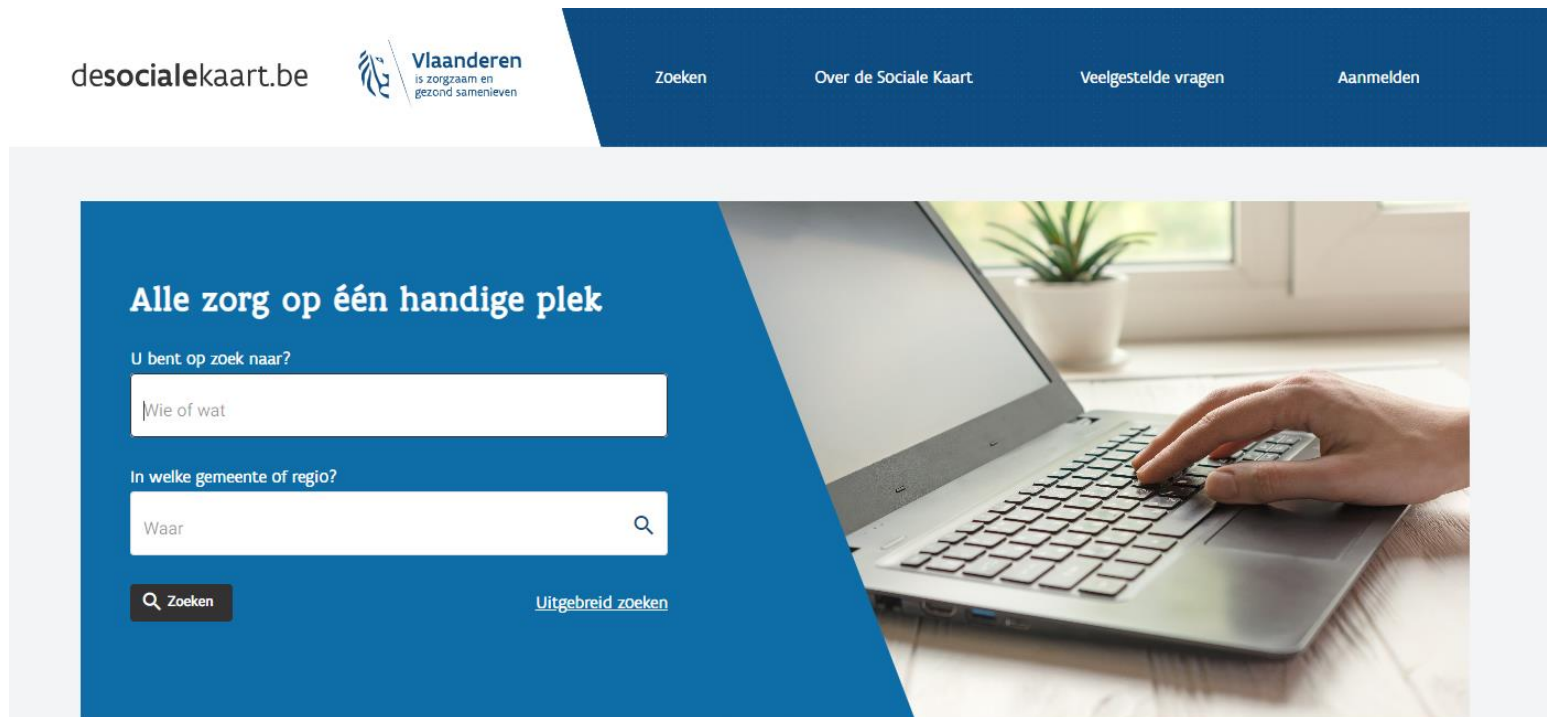 desocialekaart.be
Vlaanderen
is zorgzaam en
gezond samenleven
Zoeken
Over de Sociale Kaart
Veelgestelde vragen
Aanmelden
Alle zorg op één handige plek
U bent op zoek naar?
Wie of wat
In welke gemeente of regio?
Waar
Zoeken
Uitgebreid zoeken